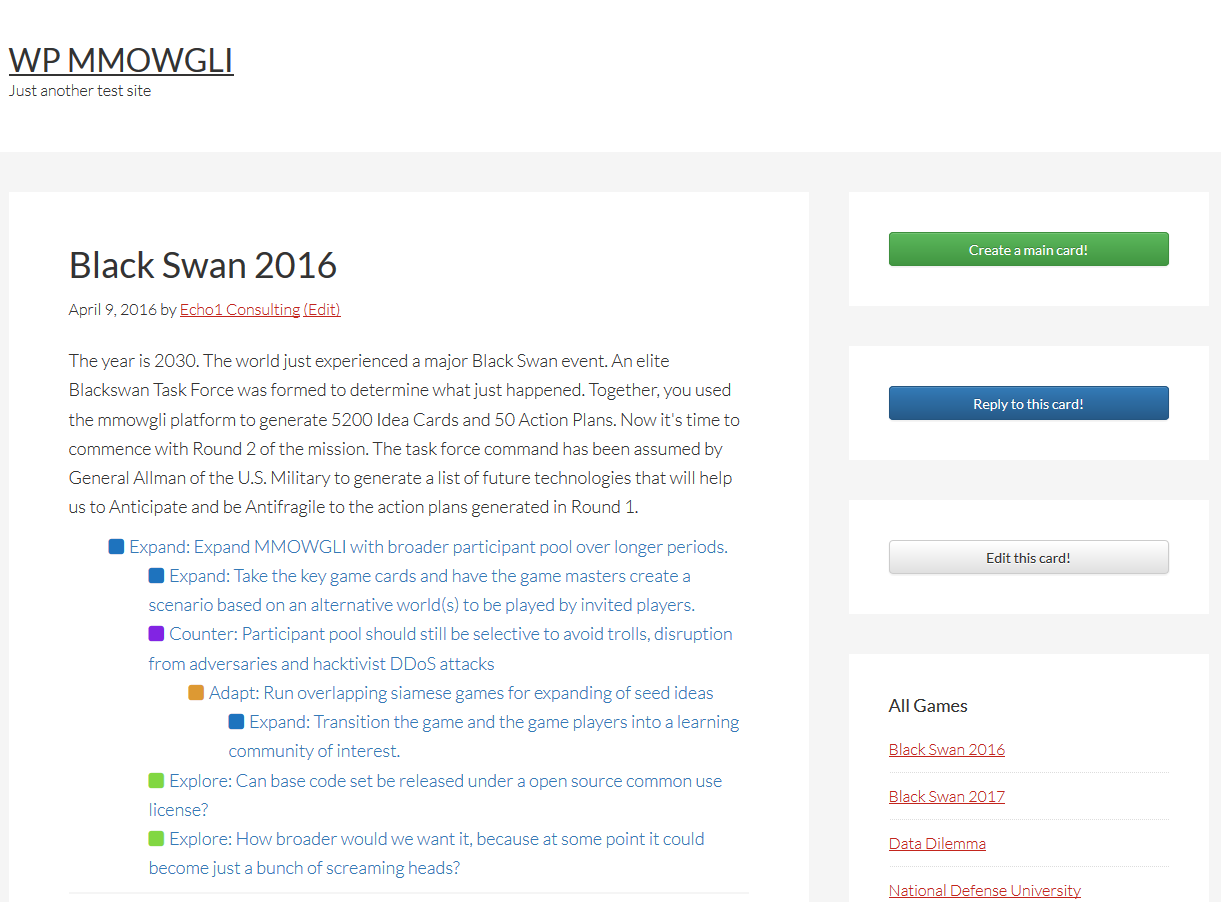 WP MMOWGLI
Just another test site
Black Swan 2016
April 9, 2016 by Echo1 Consulting (Edit)
The year is 2030. The world just experienced a major Black Swan event. An elite
Blackswan Task Force was formed to determine what just happened. Together, you used
the mmowgli platform to generate 5200 Idea Cards and 50 Action Plans. Now it's time to
commence with Round 2 of the mission. The task force command has been assumed by
General Allman of the U.S. Military to generate a list of future technologies that will help
us to Anticipate and be Antifragile to the action plans generated in Round 1.
Expand: Expand MMOWGLI with broader participant pool over longer periods.
Expand: Take the key game cards and have the game masters create a
scenario based on an alternative world(s) to be played by invited players.
Counter: Participant pool should still be selective to avoid trolls, disruption
from adversaries and hacktivist DDoS attacks
Adapt: Run overlapping siamese games for expanding of seed ideas
Expand: Transition the game and the game players into a learning
community of interest.
Explore: Can base code set be released under a open source common use
license?
Explore: How broader would we want it, because at some point it could
become just a bunch of screaming heads?
Create a main card!
Reply to this card!
Edit this card!
All Games
Black Swan 2016
Black Swan 2017
Data Dilemma
National Defense University